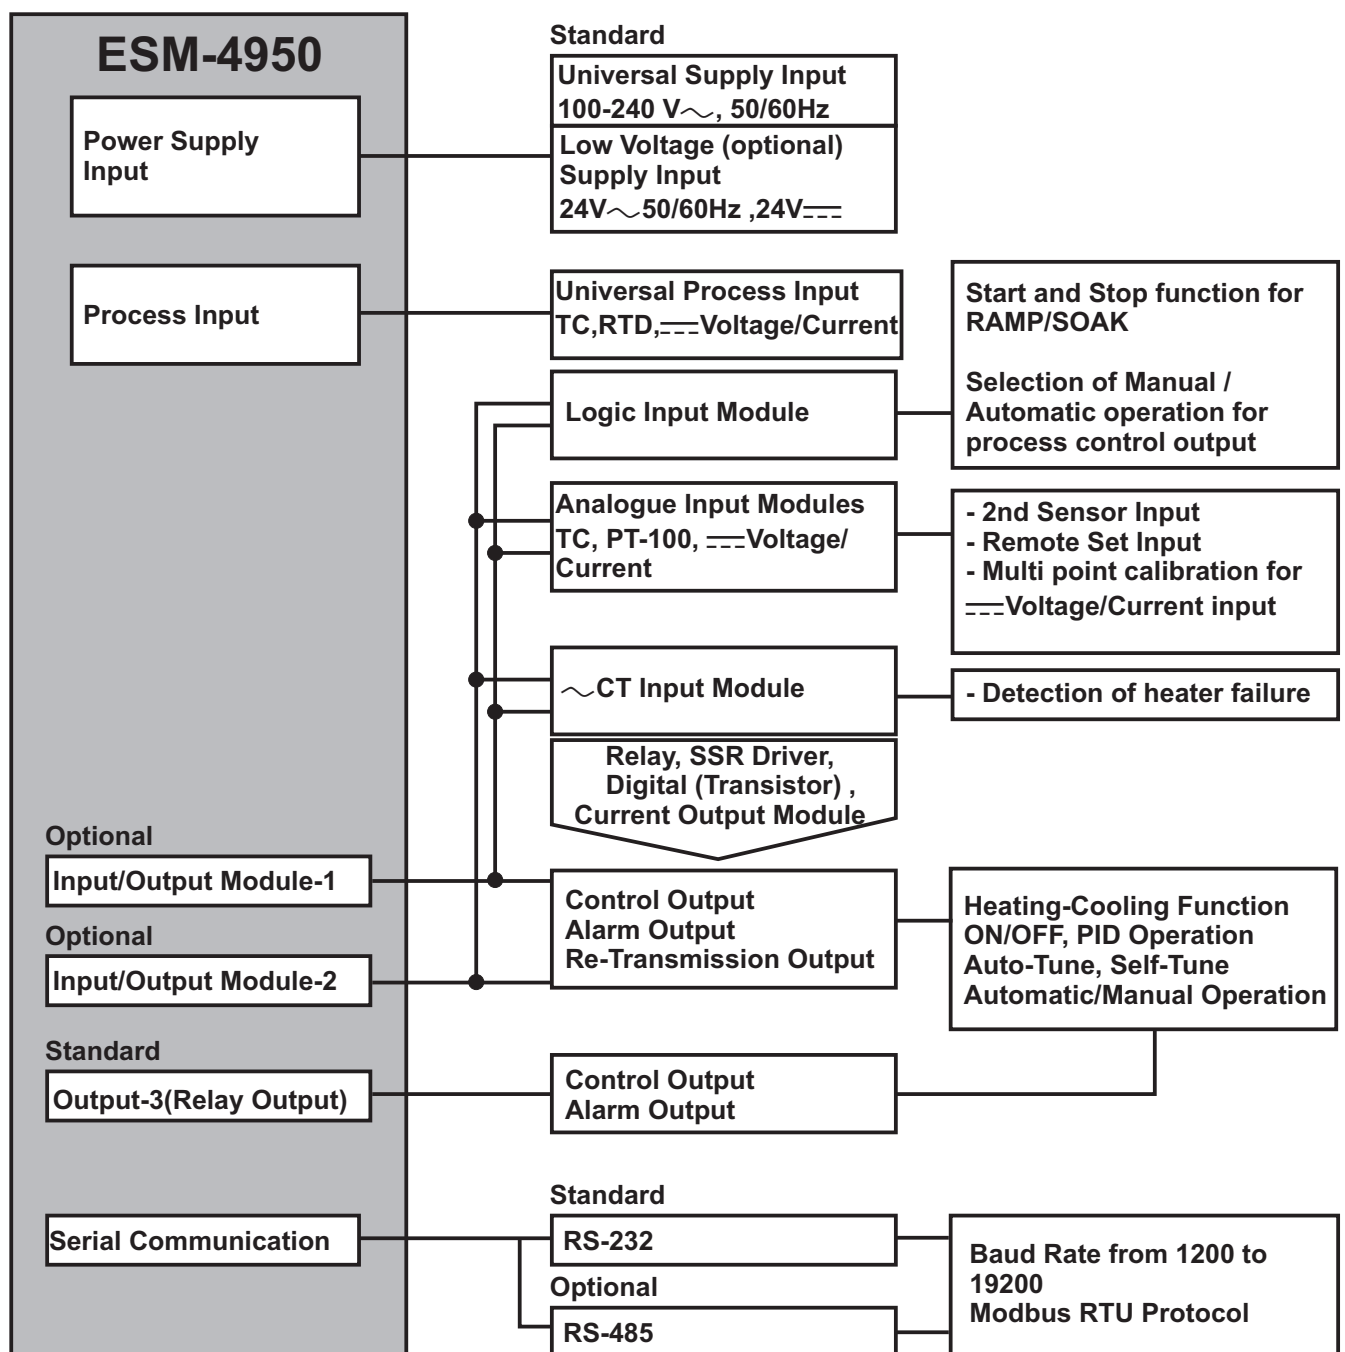 ESM-4950
Standard
Universal Supply Input
100-240 V⏦, 50/60Hz
Power Supply
Input
Low Voltage (optional)
Supply Input
24V⏦50/60Hz ,24V⎓
Process Input
Universal Process Input
TC,RTD,⎓Voltage/Current
Start and Stop function for
RAMP/SOAK
Selection of Manual /
Automatic operation for
process control output
Logic Input Module
Analogue Input Modules
TC, PT-100, ⎓Voltage/
Current
- 2nd Sensor Input
- Remote Set Input
- Multi point calibration for
⎓Voltage/Current input
⏦CT Input Module
- Detection of heater failure
Relay, SSR Driver,
Digital (Transistor) ,
Current Output Module
Optional
Input/Output Module-1
Optional
Input/Output Module-2
Control Output
Alarm Output
Re-Transmission Output
Heating-Cooling Function
ON/OFF, PID Operation
Auto-Tune, Self-Tune
Automatic/Manual Operation
Standard
Output-3(Relay Output)
Control Output
Alarm Output
Standard
Serial Communication
RS-232
Optional
RS-485
Baud Rate from 1200 to
19200
Modbus RTU Protocol